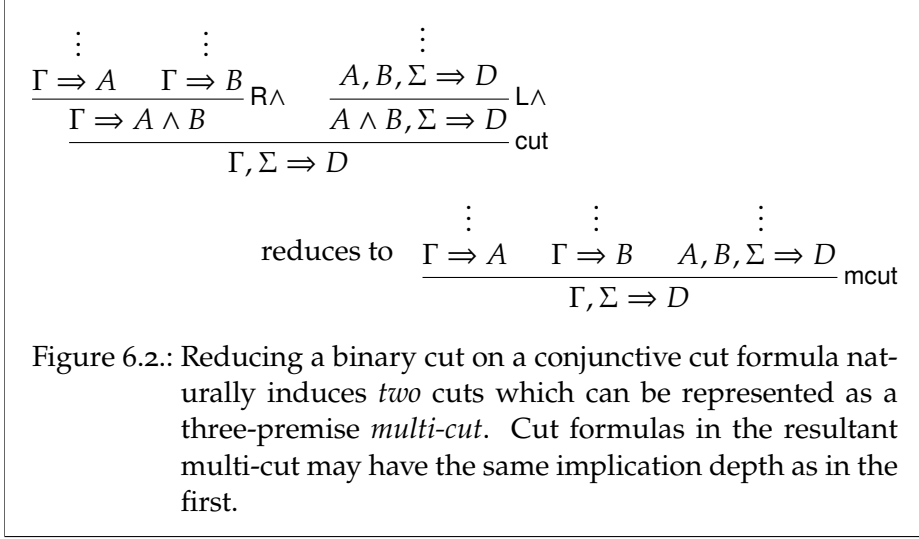 ⋮ ⋮ ⋮
Γ ⇒ A Γ ⇒ B R∧ A, B, Σ ⇒ D L∧
Γ ⇒ A ∧ B A ∧ B, Σ ⇒ D cut
Γ, Σ ⇒ D
⋮ ⋮ ⋮
reduces to Γ ⇒ A Γ ⇒ B A, B, Σ ⇒ D mcut
Γ, Σ ⇒ D
Figure 6.2.: Reducing a binary cut on a conjunctive cut formula nat-
urally induces two cuts which can be represented as a
three-premise multi-cut. Cut formulas in the resultant
multi-cut may have the same implication depth as in the
first.